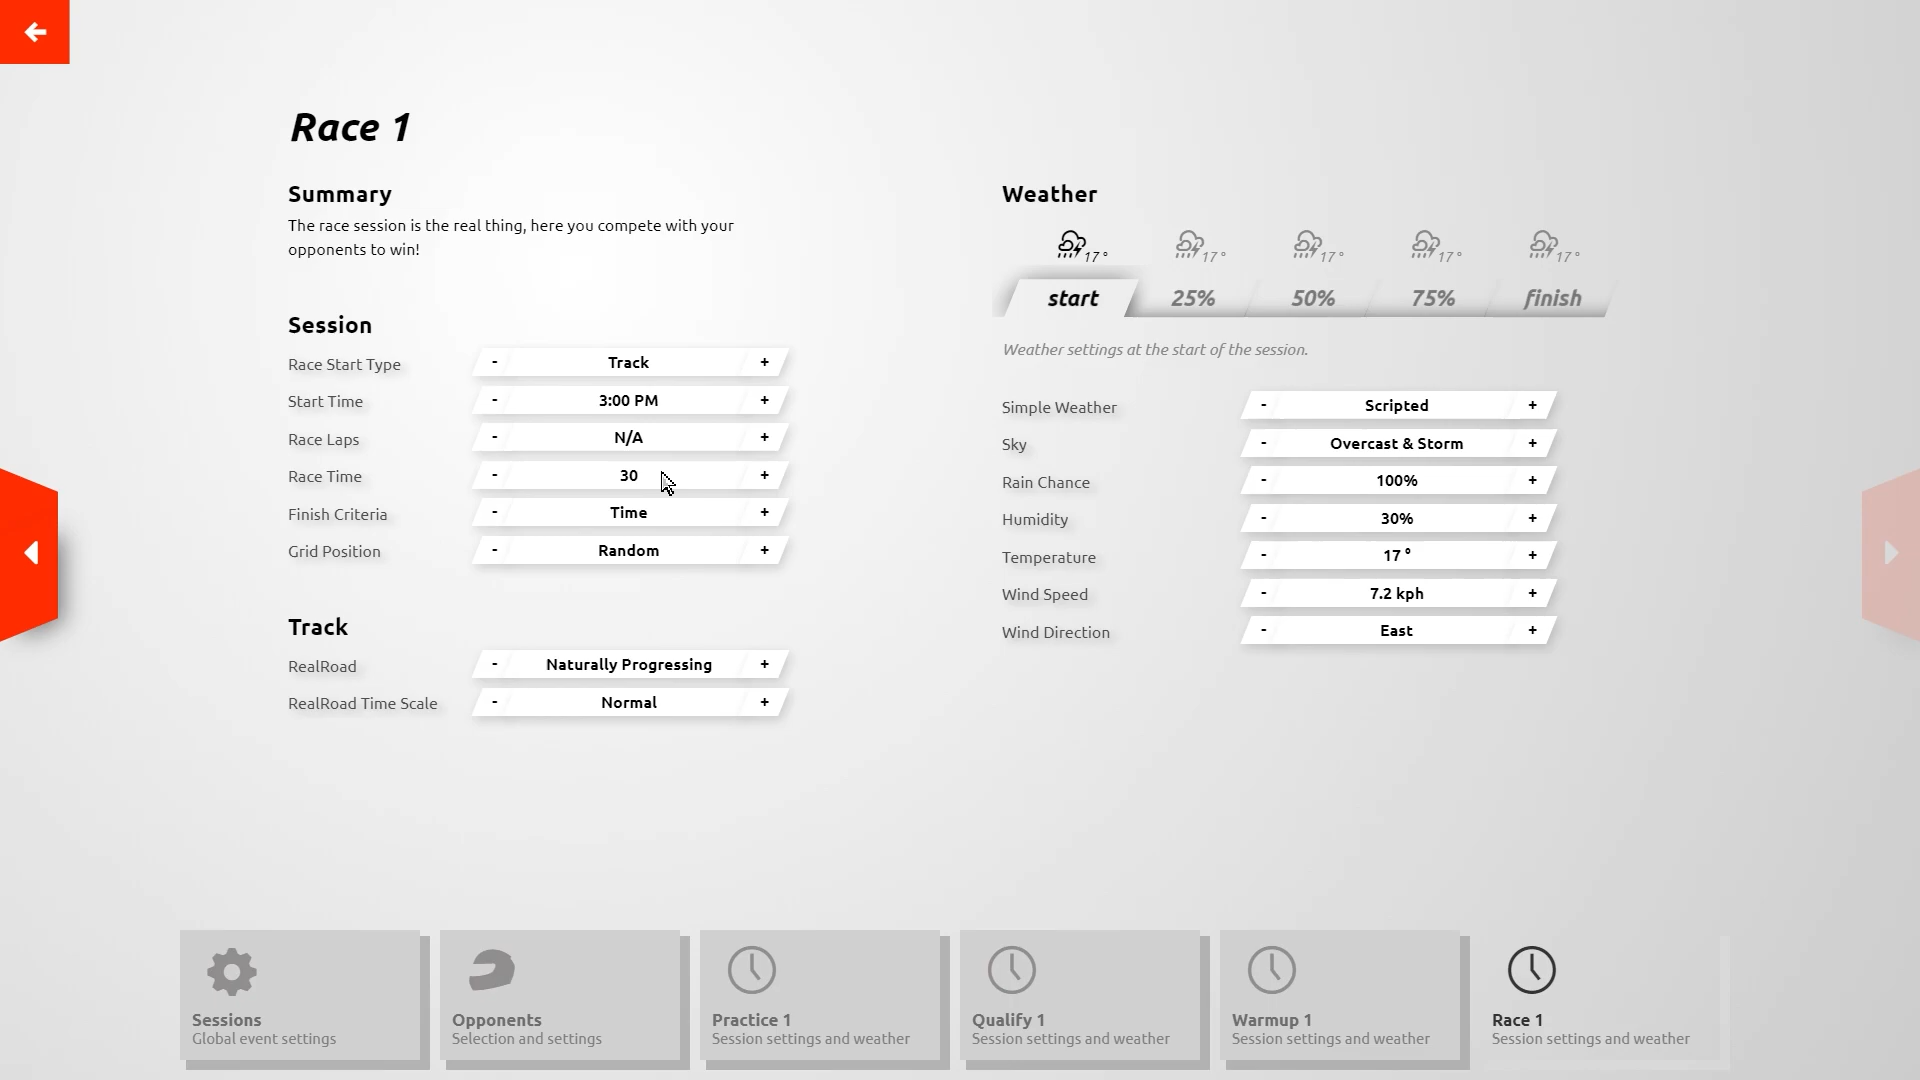 Race 1
Summary
The race session is the real thing, here you compete with your
opponents to win!
Session
Race Start Type - Track +
Start Time - 3:00 PM +
Race Laps - N/A +
Race Time - 30 +
Finish Criteria - Time +
Grid Position - Random +
Track
RealRoad - Naturally Progressing +
RealRoad Time Scale - Normal +
Weather
17° 17° 17° 17° 17°
start 25% 50% 75% finish
Weather settings at the start of the session.
Simple Weather - Scripted +
Sky - Overcast & Storm +
Rain Chance - 100% +
Humidity - 30% +
Temperature - 17 ° +
Wind Speed - 7.2 kph +
Wind Direction - East +
Sessions
Global event settings
Opponents
Selection and settings
Practice 1
Session settings and weather
Qualify 1
Session settings and weather
Warmup 1
Session settings and weather
Race 1
Session settings and weather